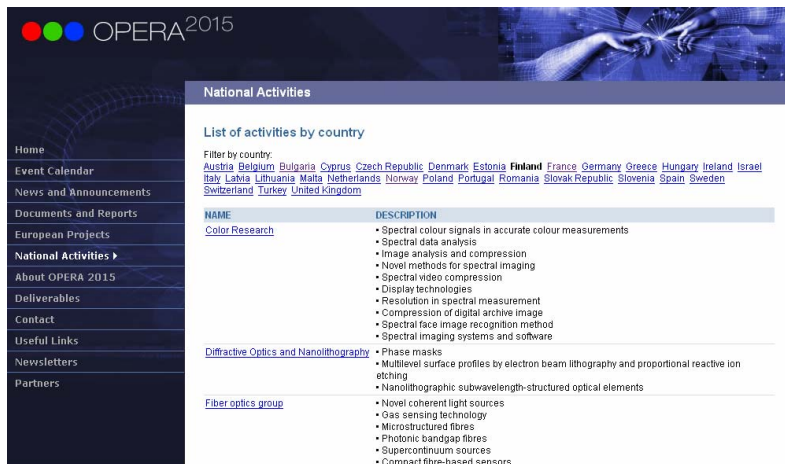 OPERA2015
National Activities
Home
Event Calendar
News and Announcements
Documents and Reports
European Projects
National Activities
About OPERA 2015
Deliverables
Contact
Useful Links
Newsletters
Partners
List of activities by country
Filter by country:
Austria Belgium Bulgaria Cyprus Czech Republic Denmark Estonia Finland France Germany Greece Hungary Ireland Israel
Italy Latvia Lithuania Malta Netherlands Norway Poland Portugal Romania Slovak Republic Slovenia Spain Sweden
Switzerland Turkey United Kingdom
NAME DESCRIPTION
Color Research • Spectral colour signals in accurate colour measurements
• Spectral data analysis
• Image analysis and compression
• Novel methods for spectral imaging
• Spectral video compression
• Display technologies
• Resolution in spectral measurement
• Compression of digital archive image
• Spectral face image recognition method
• Spectral imaging systems and software
Diffractive Optics and Nanolithography • Phase masks
• Multilevel surface profiles by electron beam lithography and proportional reactive ion
etching
• Nanolithographic subwavelength-structured optical elements
Fiber optics group • Novel coherent light sources
• Gas sensing technology
• Microstructured fibres
• Photonic bandgap fibres
• Supercontinuum sources
• Compact fibre-based sensors